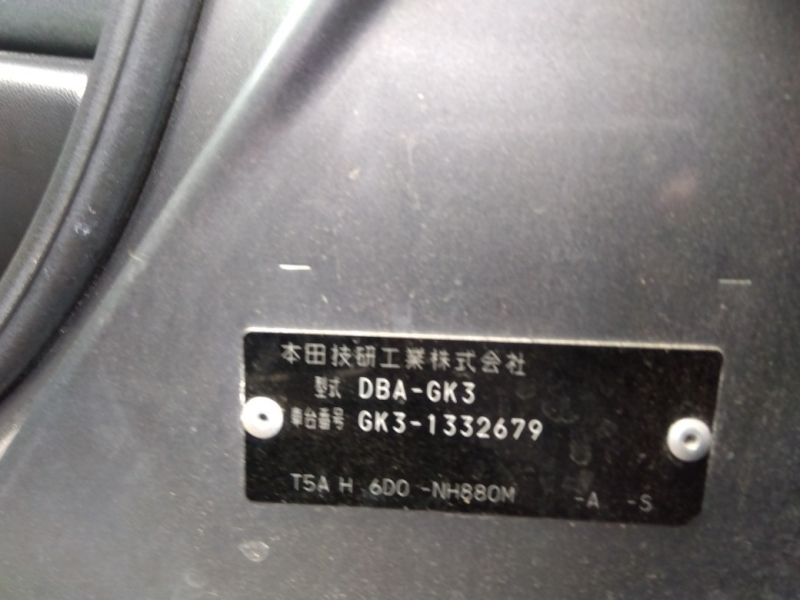 本田技研工業株式会社
型式 DBA-GK3
車台番号 GK3-1332679
T5A H 6D0 -NH880M -A -S